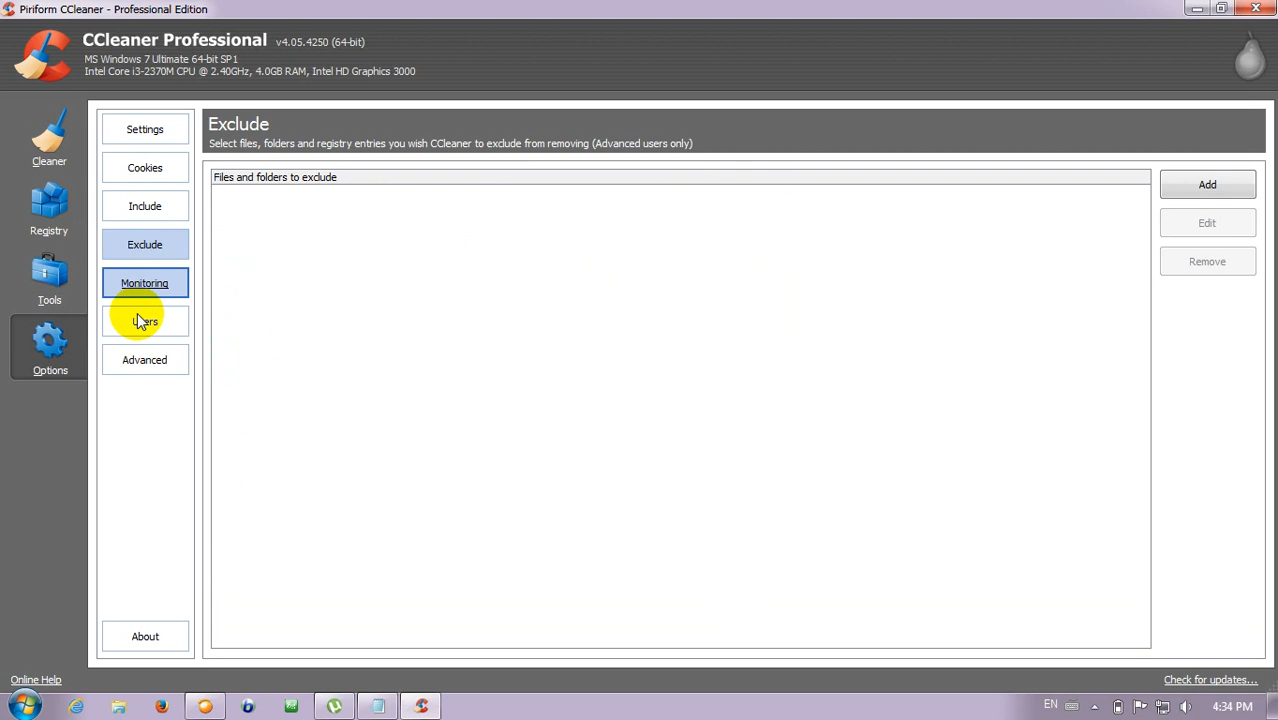 Piriform CCleaner - Professional Edition
CCleaner Professional v4.05.4250 (64-bit)
MS Windows 7 Ultimate 64-bit SP1
Intel Core i3-2370M CPU @ 2.40GHz, 4.0GB RAM, Intel HD Graphics 3000
Cleaner
Registry
Tools
Options
Settings
Cookies
Include
Exclude
Monitoring
Users
Advanced
About
Exclude
Select files, folders and registry entries you wish CCleaner to exclude from removing (Advanced users only)
Files and folders to exclude
Add
Edit
Remove
Online Help
Check for updates...
EN
4:34 PM